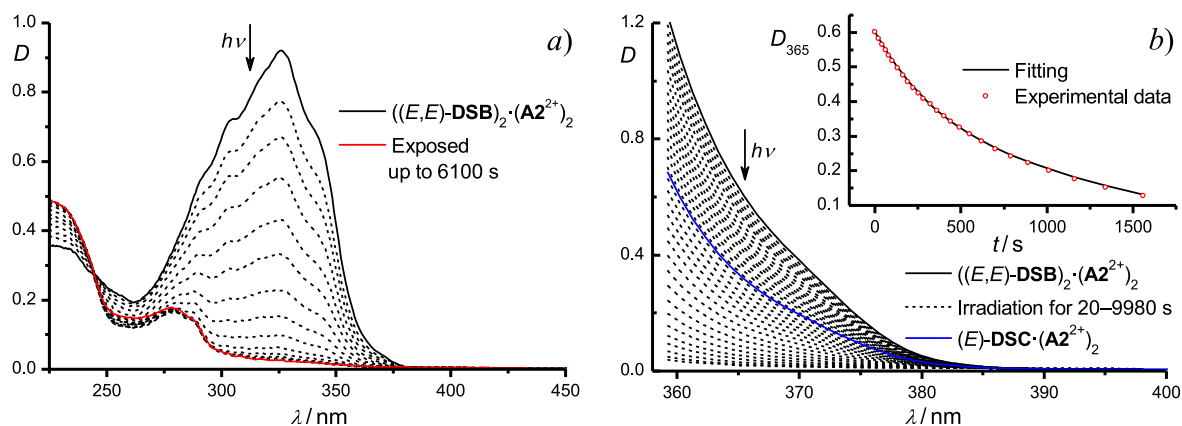 a)
1.0
D
0.8
0.6
0.4
0.2
0.0
hν
((E,E)-DSB)₂·(A2²⁺)₂
Exposed
up to 6100 s
250 300 350 400 450
λ / nm
b)
1.2
D
0.8
0.4
0.0
hν
D₃₆₅
0.6
0.5
0.4
0.3
0.2
0.1
Fitting
Experimental data
0 500 1000 1500
t / s
((E,E)-DSB)₂·(A2²⁺)₂
Irradiation for 20–9980 s
(E)-DSC·(A2²⁺)₂
360 370 380 390 400
λ / nm